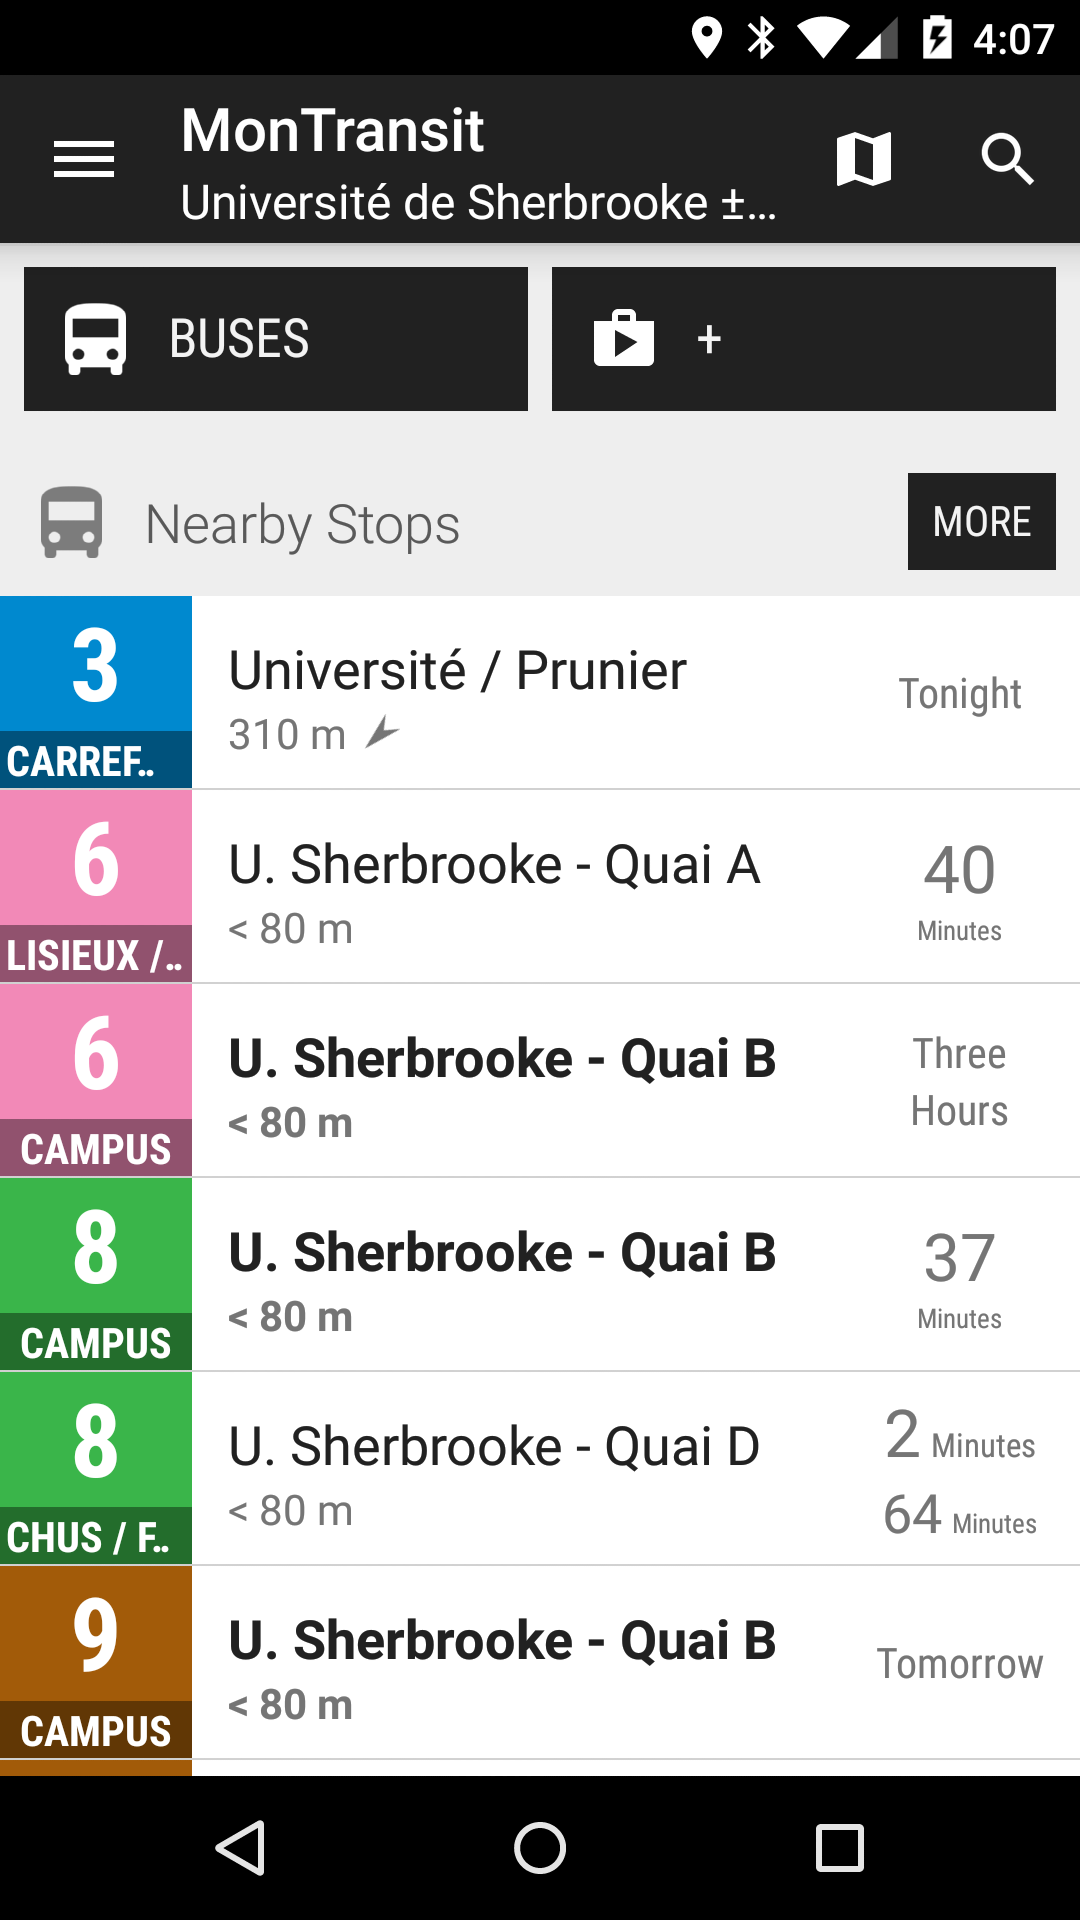 4:07
MonTransit
Université de Sherbrooke ±...
BUSES
+
Nearby Stops
MORE
3
CARREF..
Université / Prunier
310 m
Tonight
6
LISIEUX /..
U. Sherbrooke - Quai A
< 80 m
40
Minutes
6
CAMPUS
U. Sherbrooke - Quai B
< 80 m
Three
Hours
8
CAMPUS
U. Sherbrooke - Quai B
< 80 m
37
Minutes
8
CHUS / F..
U. Sherbrooke - Quai D
< 80 m
2 Minutes
64 Minutes
9
CAMPUS
U. Sherbrooke - Quai B
< 80 m
Tomorrow